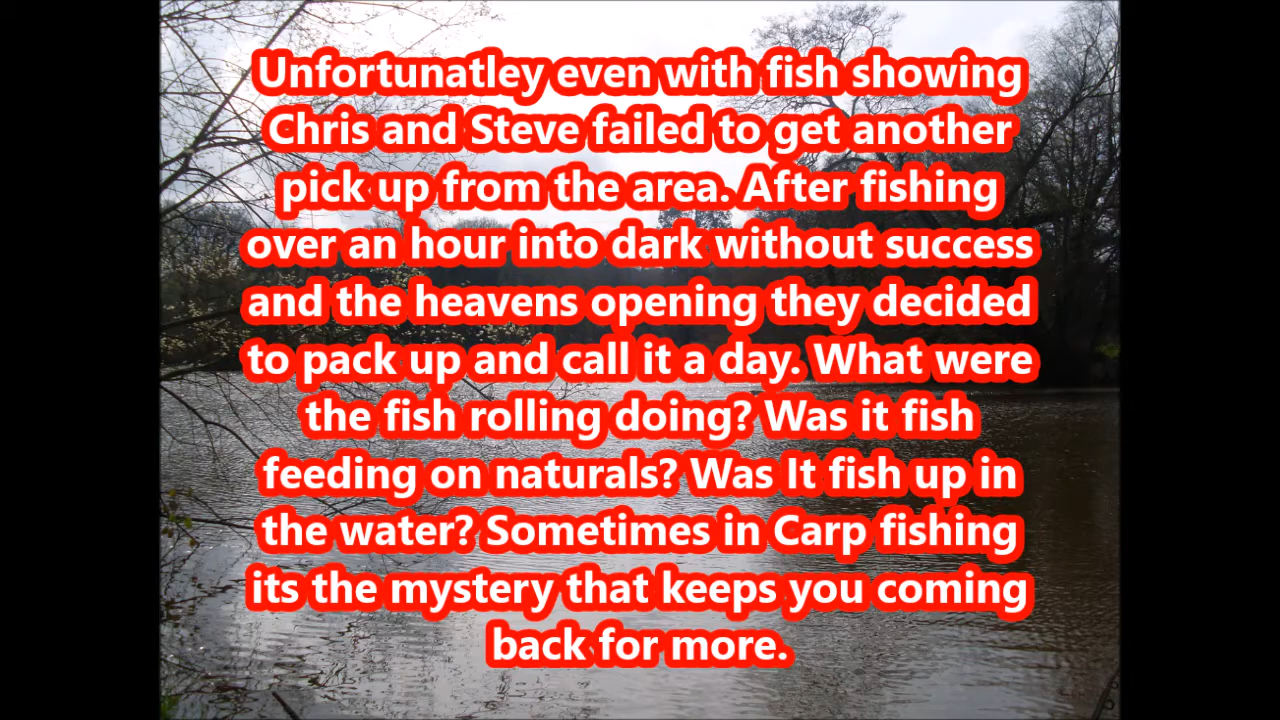 Unfortunatley even with fish showing
Chris and Steve failed to get another
pick up from the area. After fishing
over an hour into dark without success
and the heavens opening they decided
to pack up and call it a day. What were
the fish rolling doing? Was it fish
feeding on naturals? Was It fish up in
the water? Sometimes in Carp fishing
its the mystery that keeps you coming
back for more.